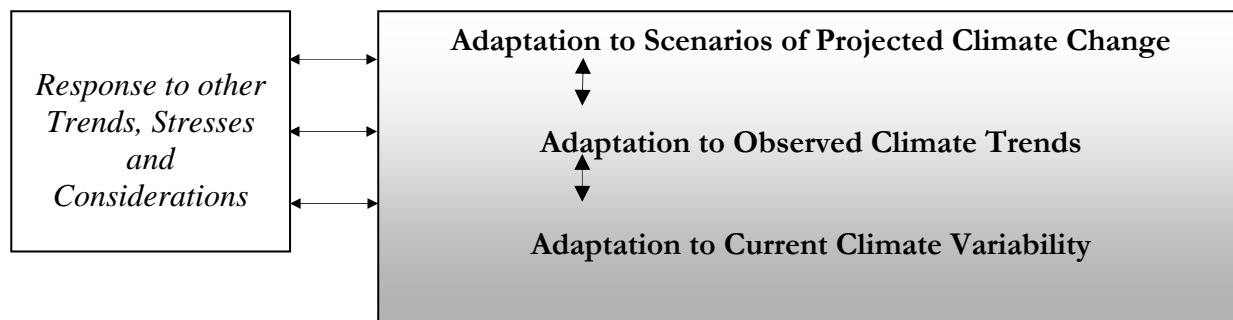 Response to other
Trends, Stresses
and
Considerations
Adaptation to Scenarios of Projected Climate Change
Adaptation to Observed Climate Trends
Adaptation to Current Climate Variability